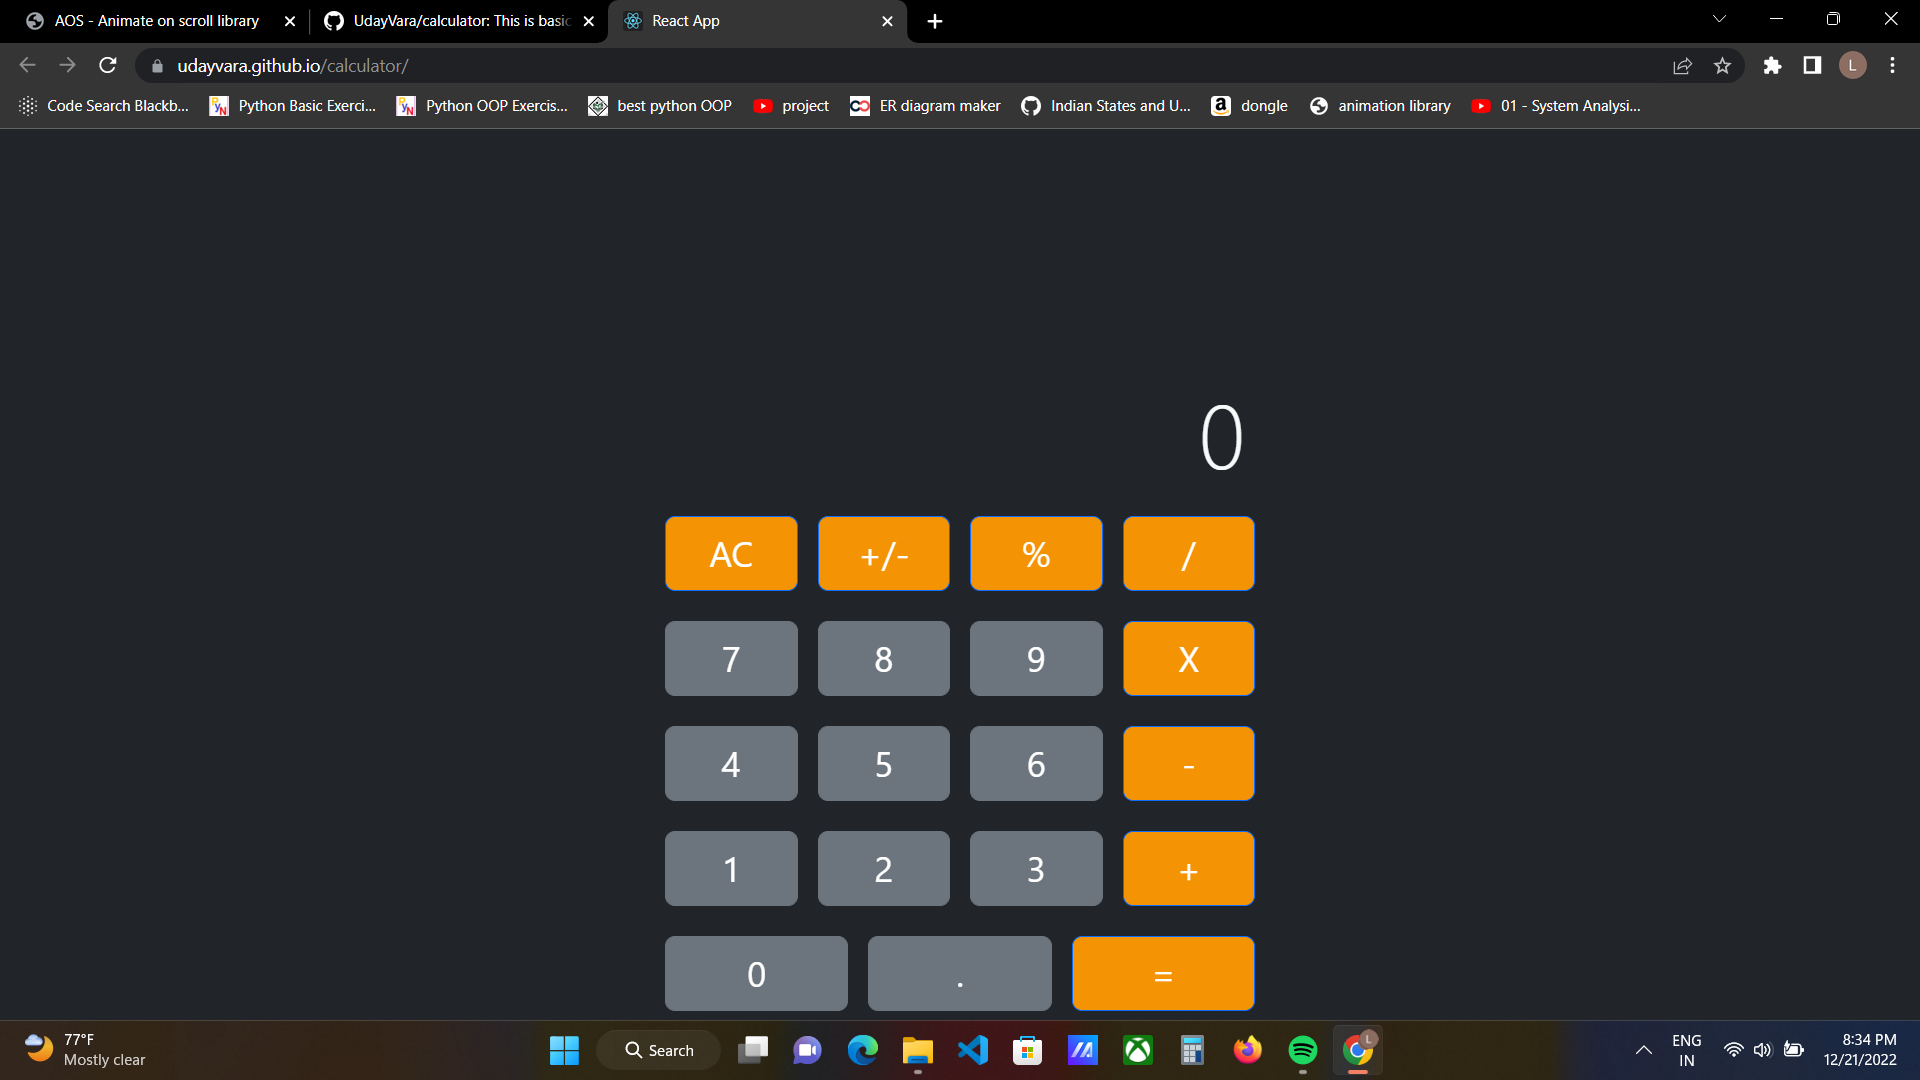 AOS - Animate on scroll library
UdayVara/calculator: This is basic
React App
udayvara.github.io/calculator/
L
Code Search Blackb...
Python Basic Exerci...
Python OOP Exercis...
best python OOP
project
ER diagram maker
Indian States and U...
dongle
animation library
01 - System Analysi...
0
AC +/- % /
7 8 9 X
4 5 6 -
1 2 3 +
0 . =
77°F
Mostly clear
Search
L
ENG
IN
8:34 PM
12/21/2022